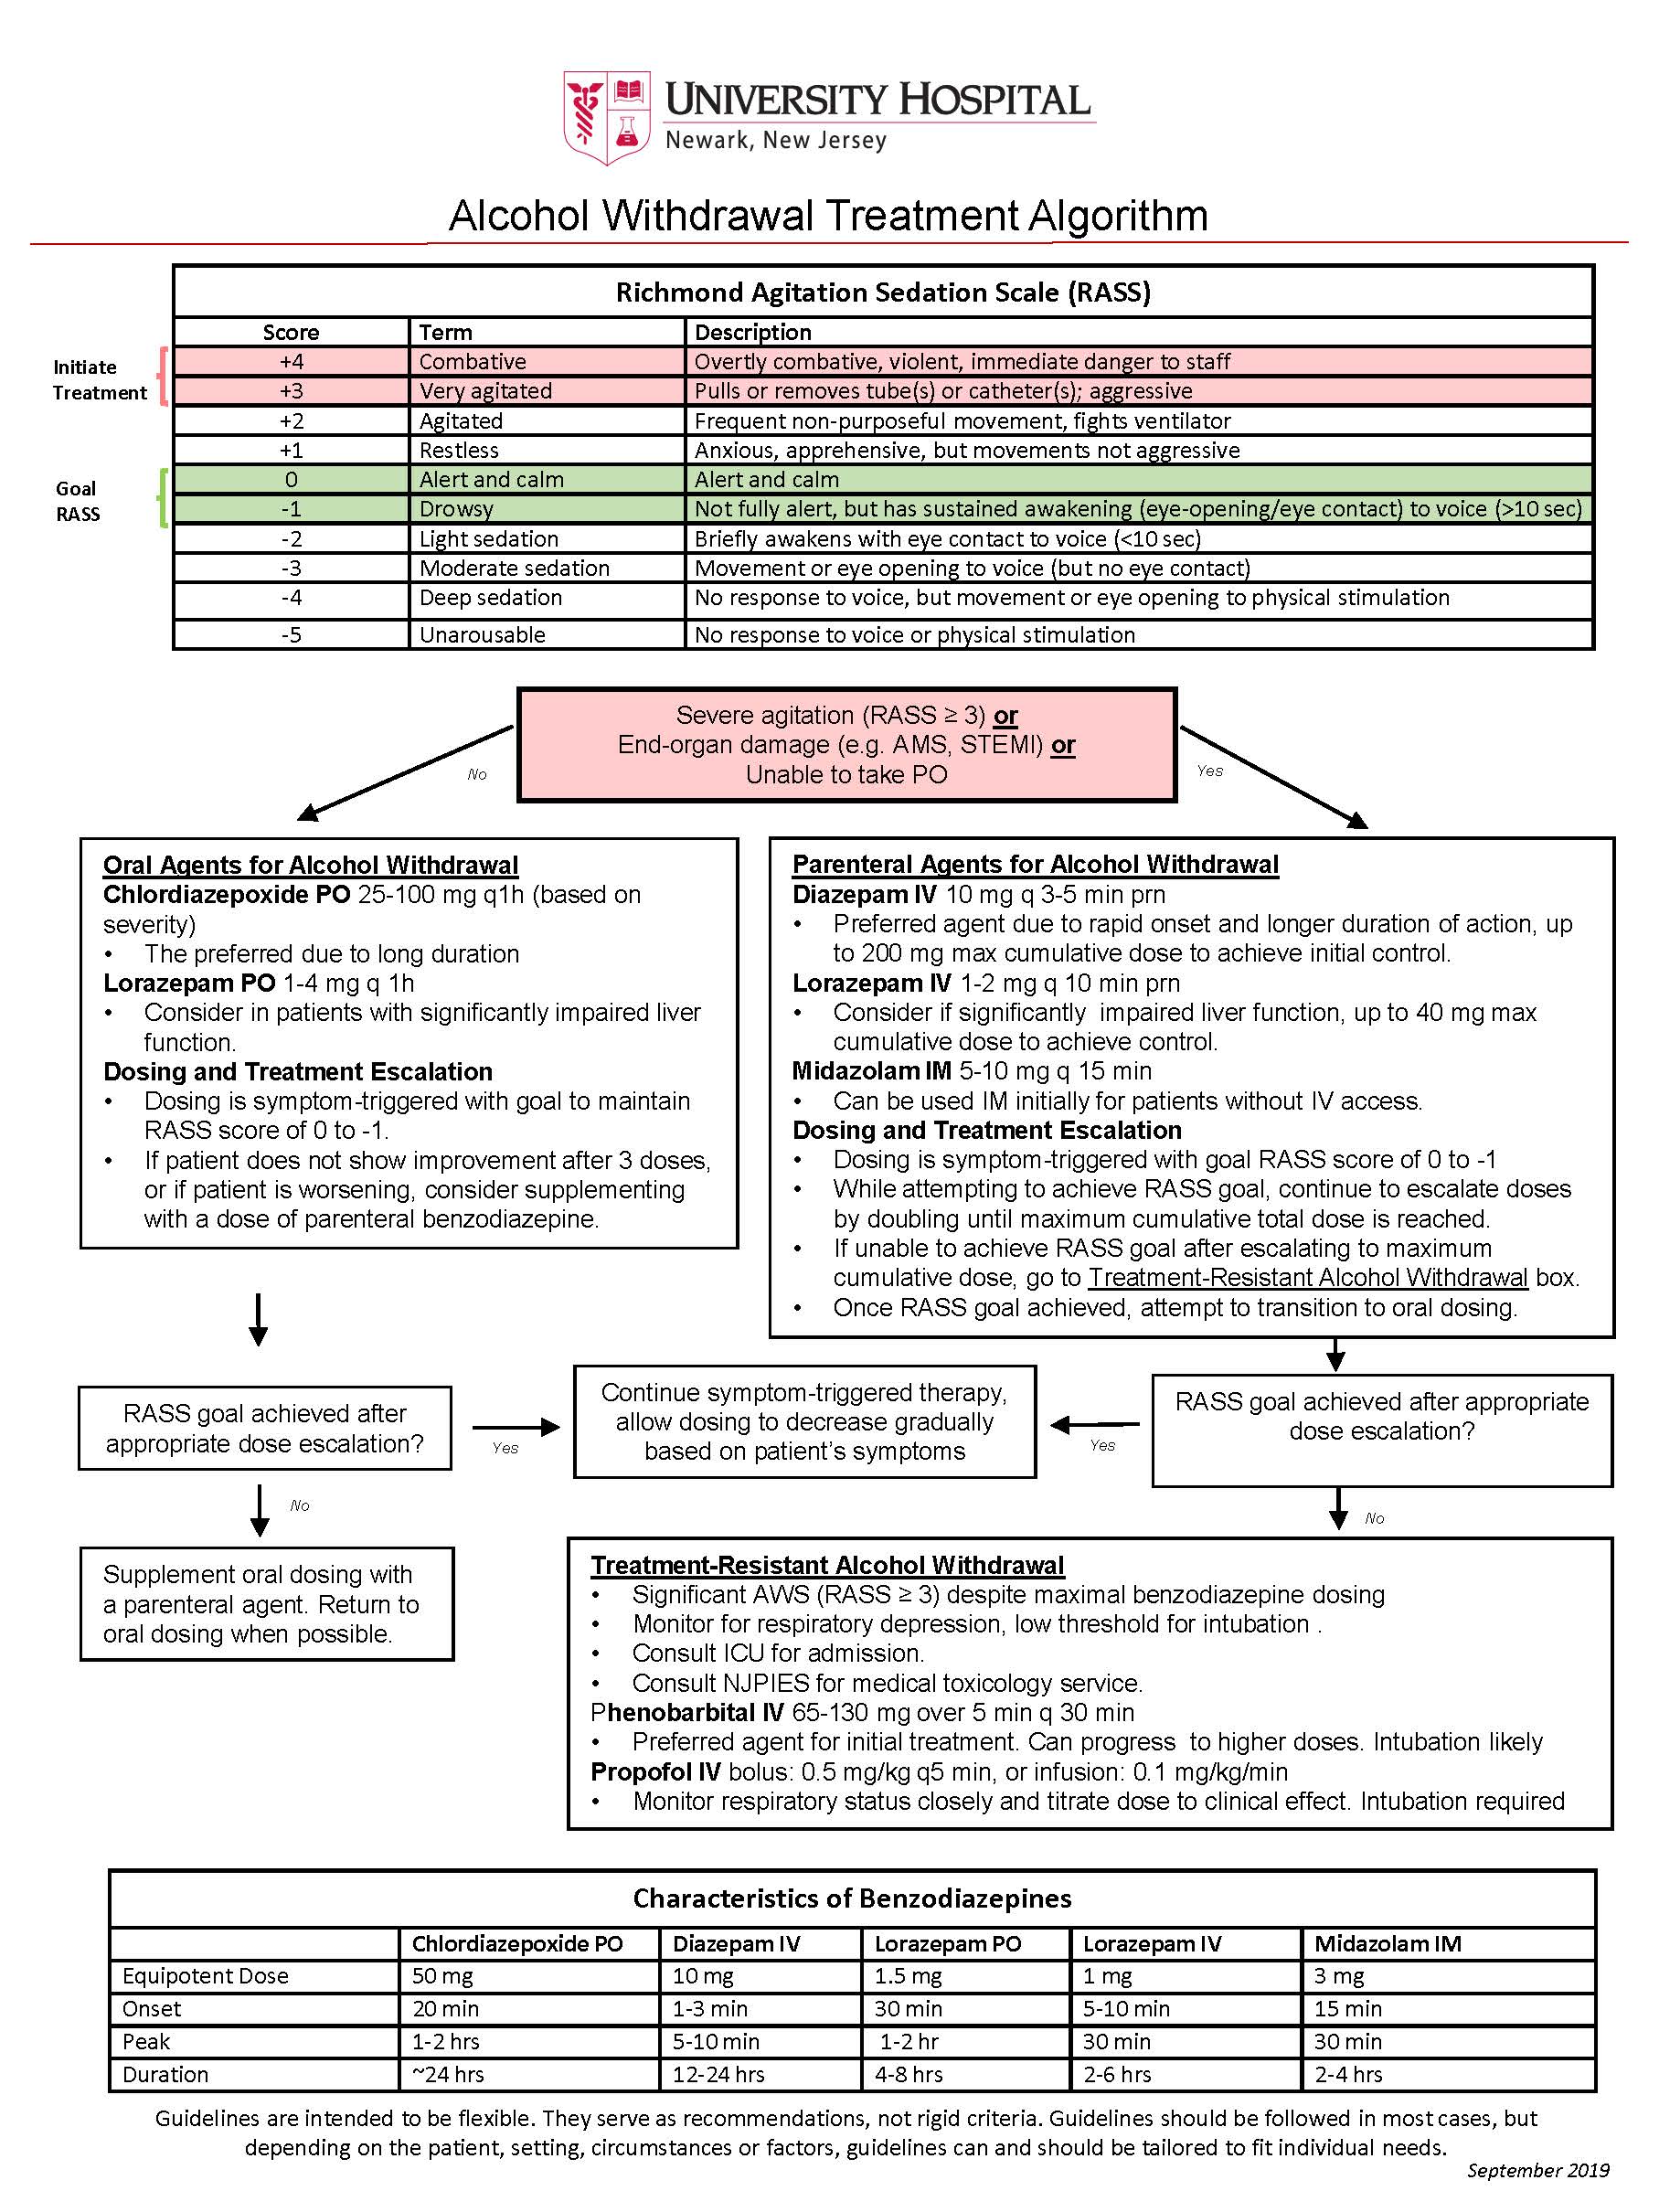 UNIVERSITY HOSPITAL
Newark, New Jersey
Alcohol Withdrawal Treatment Algorithm
Richmond Agitation Sedation Scale (RASS)
Score Term Description
Initiate Treatment
+4 Combative Overtly combative, violent, immediate danger to staff
+3 Very agitated Pulls or removes tube(s) or catheter(s); aggressive
+2 Agitated Frequent non-purposeful movement, fights ventilator
+1 Restless Anxious, apprehensive, but movements not aggressive
Goal RASS
0 Alert and calm Alert and calm
-1 Drowsy Not fully alert, but has sustained awakening (eye-opening/eye contact) to voice (>10 sec)
-2 Light sedation Briefly awakens with eye contact to voice (<10 sec)
-3 Moderate sedation Movement or eye opening to voice (but no eye contact)
-4 Deep sedation No response to voice, but movement or eye opening to physical stimulation
-5 Unarousable No response to voice or physical stimulation
Severe agitation (RASS ≥ 3) or
End-organ damage (e.g. AMS, STEMI) or
Unable to take PO
No
Yes
Oral Agents for Alcohol Withdrawal
Chlordiazepoxide PO 25-100 mg q1h (based on
severity)
• The preferred due to long duration
Lorazepam PO 1-4 mg q 1h
• Consider in patients with significantly impaired liver
function.
Dosing and Treatment Escalation
• Dosing is symptom-triggered with goal to maintain
RASS score of 0 to -1.
• If patient does not show improvement after 3 doses,
or if patient is worsening, consider supplementing
with a dose of parenteral benzodiazepine.
Parenteral Agents for Alcohol Withdrawal
Diazepam IV 10 mg q 3-5 min prn
• Preferred agent due to rapid onset and longer duration of action, up
to 200 mg max cumulative dose to achieve initial control.
Lorazepam IV 1-2 mg q 10 min prn
• Consider if significantly impaired liver function, up to 40 mg max
cumulative dose to achieve control.
Midazolam IM 5-10 mg q 15 min
• Can be used IM initially for patients without IV access.
Dosing and Treatment Escalation
• Dosing is symptom-triggered with goal RASS score of 0 to -1
• While attempting to achieve RASS goal, continue to escalate doses
by doubling until maximum cumulative total dose is reached.
• If unable to achieve RASS goal after escalating to maximum
cumulative dose, go to Treatment-Resistant Alcohol Withdrawal box.
• Once RASS goal achieved, attempt to transition to oral dosing.
RASS goal achieved after
appropriate dose escalation?
Yes
Continue symptom-triggered therapy,
allow dosing to decrease gradually
based on patient's symptoms
Yes
RASS goal achieved after appropriate
dose escalation?
No
No
Supplement oral dosing with
a parenteral agent. Return to
oral dosing when possible.
Treatment-Resistant Alcohol Withdrawal
• Significant AWS (RASS ≥ 3) despite maximal benzodiazepine dosing
• Monitor for respiratory depression, low threshold for intubation .
• Consult ICU for admission.
• Consult NJPIES for medical toxicology service.
Phenobarbital IV 65-130 mg over 5 min q 30 min
• Preferred agent for initial treatment. Can progress to higher doses. Intubation likely
Propofol IV bolus: 0.5 mg/kg q5 min, or infusion: 0.1 mg/kg/min
• Monitor respiratory status closely and titrate dose to clinical effect. Intubation required
Characteristics of Benzodiazepines
Chlordiazepoxide PO Diazepam IV Lorazepam PO Lorazepam IV Midazolam IM
Equipotent Dose 50 mg 10 mg 1.5 mg 1 mg 3 mg
Onset 20 min 1-3 min 30 min 5-10 min 15 min
Peak 1-2 hrs 5-10 min 1-2 hr 30 min 30 min
Duration ~24 hrs 12-24 hrs 4-8 hrs 2-6 hrs 2-4 hrs
Guidelines are intended to be flexible. They serve as recommendations, not rigid criteria. Guidelines should be followed in most cases, but
depending on the patient, setting, circumstances or factors, guidelines can and should be tailored to fit individual needs.
September 2019